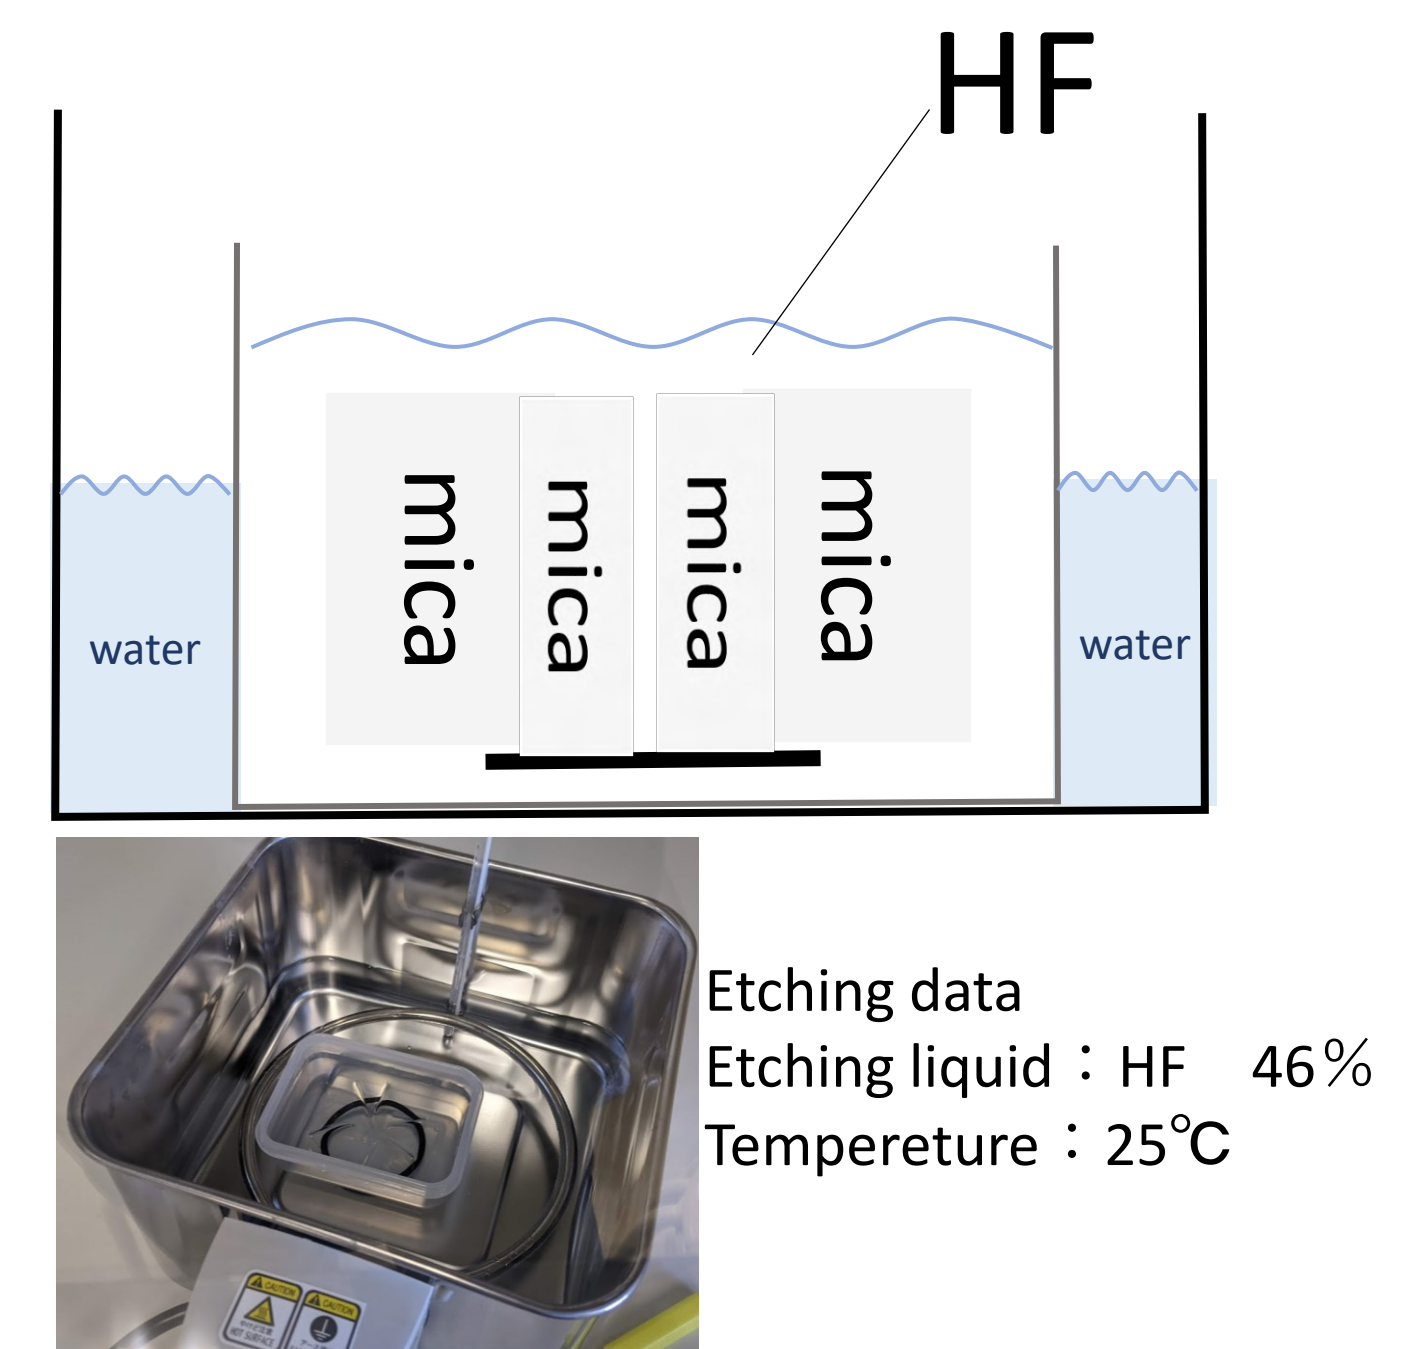 HF
mica
mica
mica
mica
water
water
Etching data
Etching liquid：HF　46％
Tempereture：25℃
CAUTION
CAUTION
HOT SURFACE